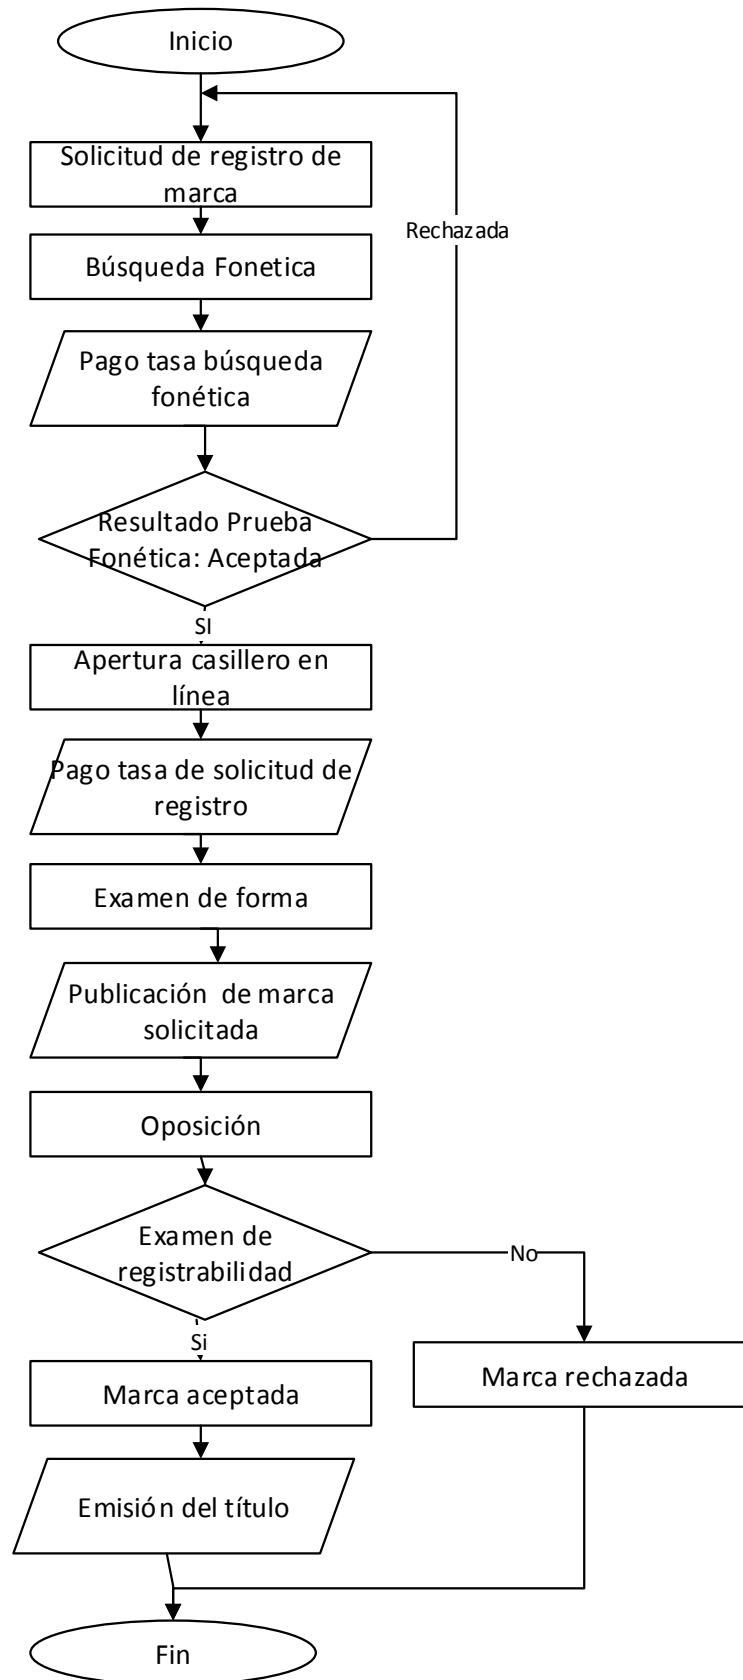 Inicio
Solicitud de registro de
marca
Rechazada
Búsqueda Fonetica
Pago tasa búsqueda
fonética
Resultado Prueba
Fonética: Aceptada
SI
Apertura casillero en
línea
Pago tasa de solicitud de
registro
Examen de forma
Publicación de marca
solicitada
Oposición
Examen de
registrabilidad
No
Si
Marca rechazada
Marca aceptada
Emisión del título
Fin